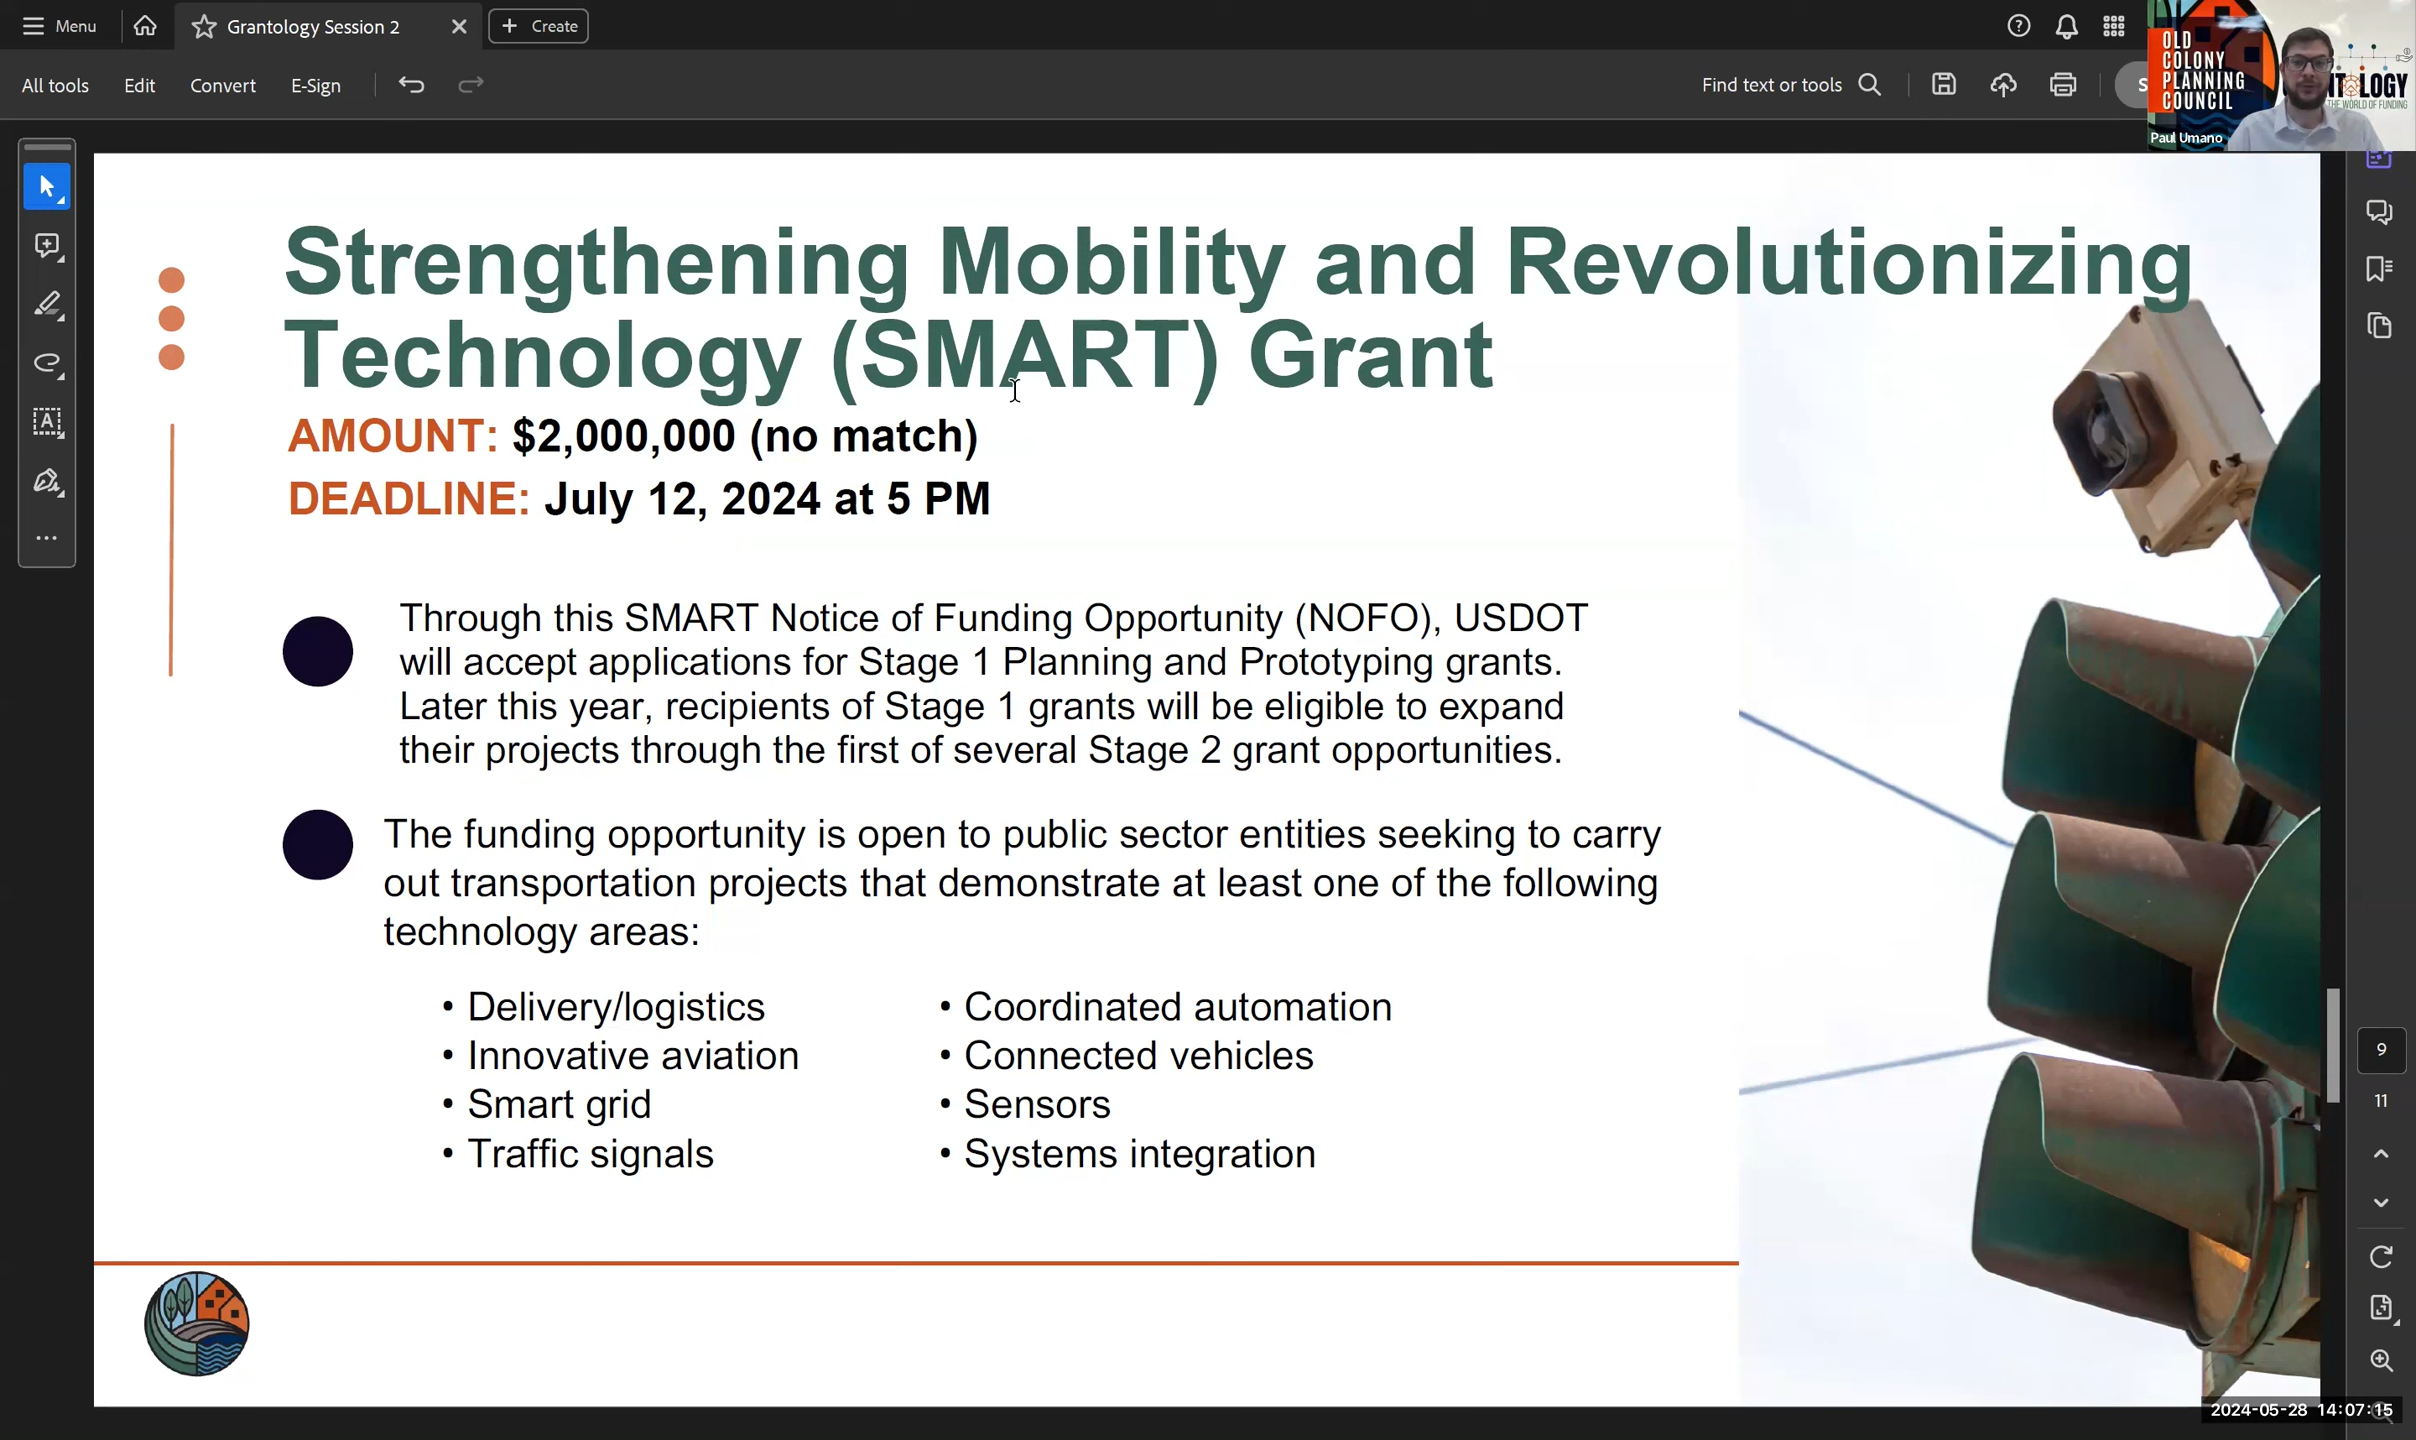 Menu
Grantology Session 2
Create
All tools
Edit
Convert
E-Sign
Find text or tools
OLD
COLONY
PLANNING
COUNCIL
LOGY
THE WORLD OF FUNDING
Paul Umano
Strengthening Mobility and Revolutionizing
Technology (SMART) Grant
AMOUNT: $2,000,000 (no match)
DEADLINE: July 12, 2024 at 5 PM
Through this SMART Notice of Funding Opportunity (NOFO), USDOT
will accept applications for Stage 1 Planning and Prototyping grants.
Later this year, recipients of Stage 1 grants will be eligible to expand
their projects through the first of several Stage 2 grant opportunities.
The funding opportunity is open to public sector entities seeking to carry
out transportation projects that demonstrate at least one of the following
technology areas:
• Delivery/logistics
• Innovative aviation
• Smart grid
• Traffic signals
• Coordinated automation
• Connected vehicles
• Sensors
• Systems integration
9
11
2024-05-28 14:07:15